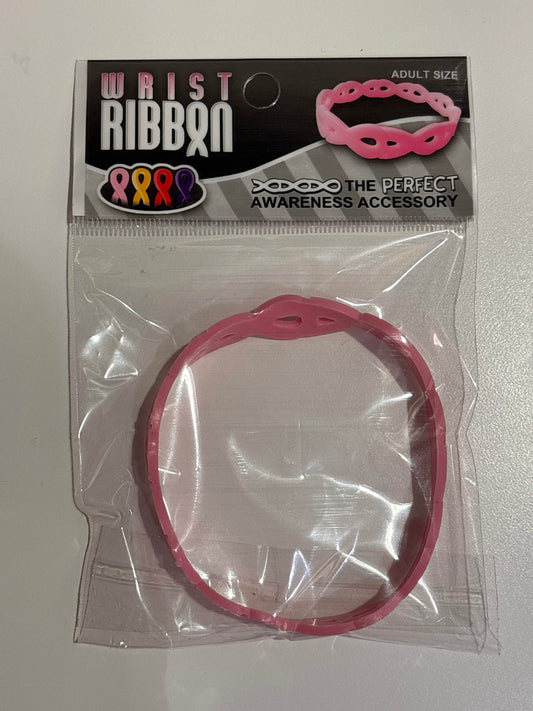 WRIST
RIBBON
ADULT SIZE
THE PERFECT
AWARENESS ACCESSORY